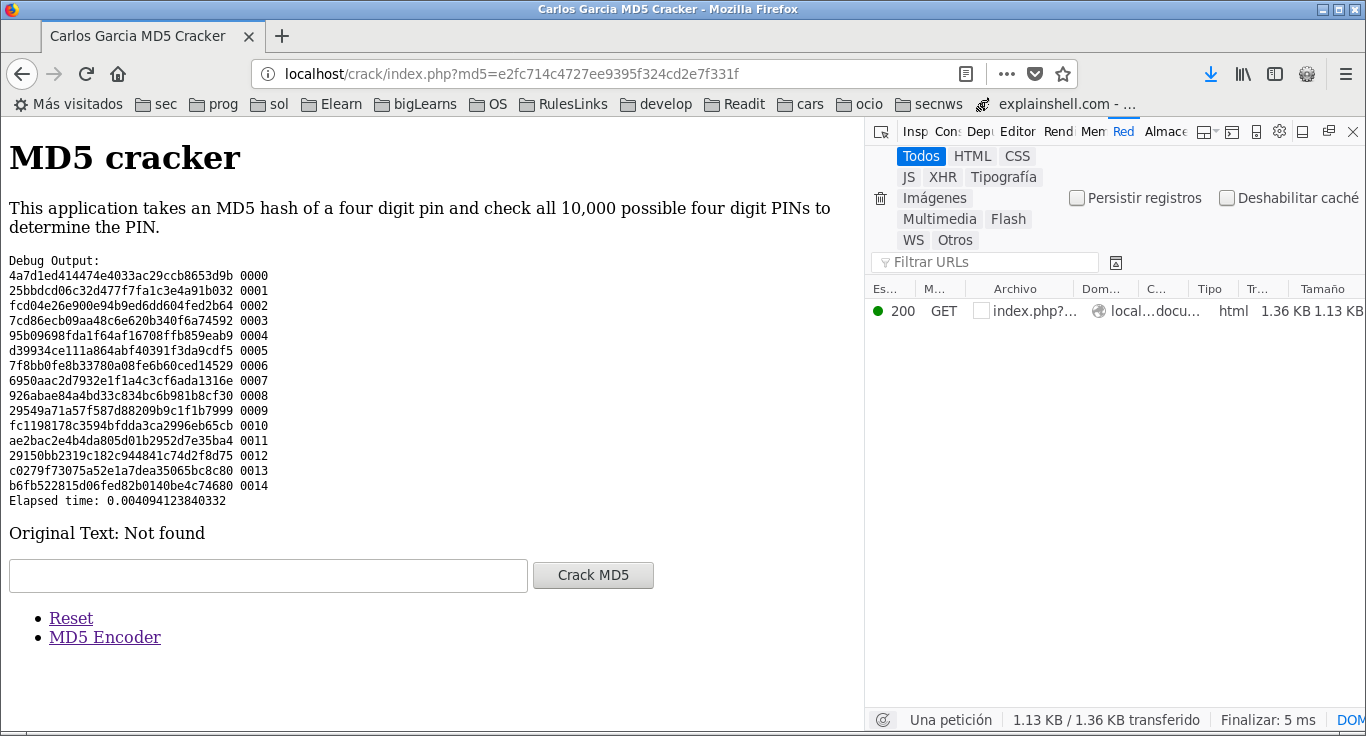 Carlos Garcia MD5 Cracker - Mozilla Firefox
Carlos Garcia MD5 Cracker
localhost/crack/index.php?md5=e2fc714c4727ee9395f324cd2e7f331f
Más visitados sec prog sol Elearn bigLearns OS RulesLinks develop Readit cars ocio secnws explainshell.com - ...
MD5 cracker
This application takes an MD5 hash of a four digit pin and check all 10,000 possible four digit PINs to
determine the PIN.
Debug Output:
4a7d1ed414474e4033ac29ccb8653d9b 0000
25bbdcd06c32d477f7fa1c3e4a91b032 0001
fcd04e26e900e94b9ed6dd604fed2b64 0002
7cd86ecb09aa48c6e620b340f6a74592 0003
95b09698fda1f64af16708ffb859eab9 0004
d39934ce111a864abf40391f3da9cdf5 0005
7f8bb0fe8b33780a08fe6b60ced14529 0006
6950aac2d7932e1f1a4c3cf6ada1316e 0007
926abae84a4bd33c834bc6b981b8cf30 0008
29549a71a57f587d88209b9c1f1b7999 0009
fc1198178c3594bfdda3ca2996eb65cb 0010
ae2bac2e4b4da805d01b2952d7e35ba4 0011
29150bb2319c182c944841c74d2f8d75 0012
c0279f73075a52e1a7dea35065bc8c80 0013
b6fb522815d06fed82b0140be4c74680 0014
Elapsed time: 0.004094123840332
Original Text: Not found
Crack MD5
Reset
MD5 Encoder
Insp Con Dep Editor Rend Mem Red Almace
Todos HTML CSS
JS XHR Tipografía
Imágenes
Multimedia Flash
WS Otros
Persistir registros Deshabilitar caché
Filtrar URLs
Es... M... Archivo Dom... C... Tipo Tr... Tamaño
200 GET index.php?... local...docu... html 1.36 KB 1.13 KB
Una petición 1.13 KB / 1.36 KB transferido Finalizar: 5 ms DOM